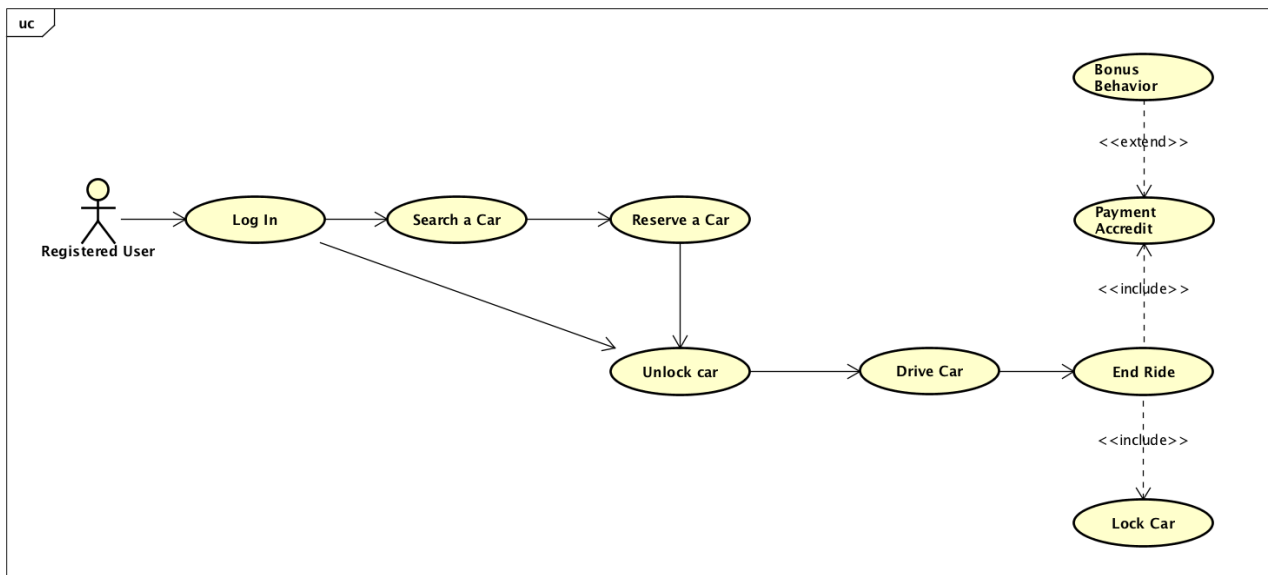 uc
Bonus
Behavior
<<extend>>
Log In
Search a Car
Reserve a Car
Payment
Accredit
Registered User
<<include>>
Unlock car
Drive Car
End Ride
<<include>>
Lock Car